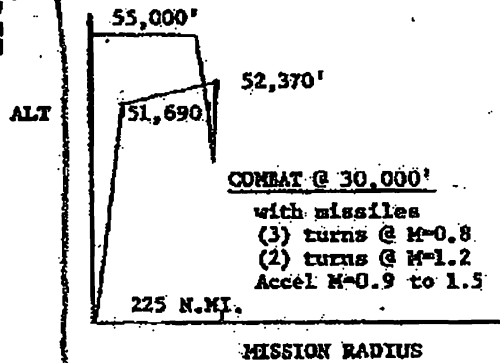 55,000'
52,370'
ALT
51,690
COMBAT @ 30,000'
with missiles
(3) turns @ M=0.8
(2) turns @ M=1.2
Accel M=0.9 to 1.5
225 N.MI.
MISSION RADIUS